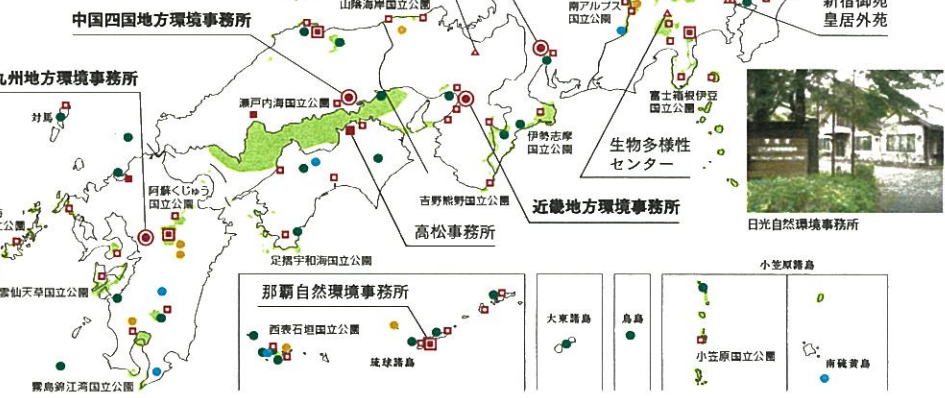 山陰海岸国立公園
南アルプス
国立公園
新宿御苑
皇居外苑
中国四国地方環境事務所
九州地方環境事務所
対馬
瀬戸内海国立公園
富士箱根伊豆
国立公園
伊勢志摩
国立公園
生物多様性
センター
阿蘇くじゅう
国立公園
吉野熊野国立公園
近畿地方環境事務所
日光自然環境事務所
高松事務所
足摺宇和海国立公園
小笠原諸島
雲仙天草国立公園
那覇自然環境事務所
西表石垣国立公園
琉球諸島
大東諸島
鳥島
小笠原国立公園
南硫黄島
霧島錦江湾国立公園